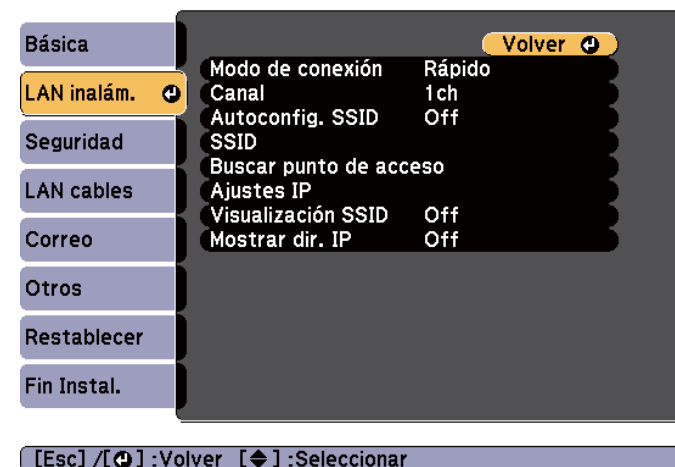 Básica
LAN inalám.
Seguridad
LAN cables
Correo
Otros
Restablecer
Fin Instal.
Volver
Modo de conexión Rápido
Canal 1ch
Autoconfig. SSID Off
SSID
Buscar punto de acceso
Ajustes IP
Visualización SSID Off
Mostrar dir. IP Off
[Esc] /[⏎] :Volver [◆] :Seleccionar